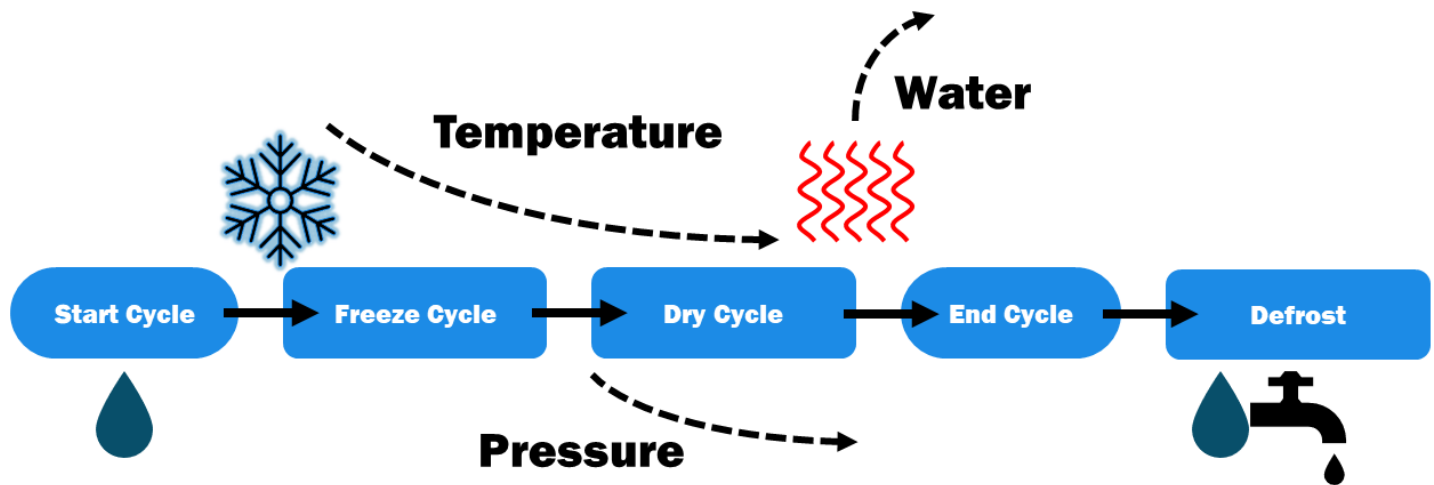 Water
Temperature
Start Cycle
Freeze Cycle
Dry Cycle
End Cycle
Defrost
Pressure